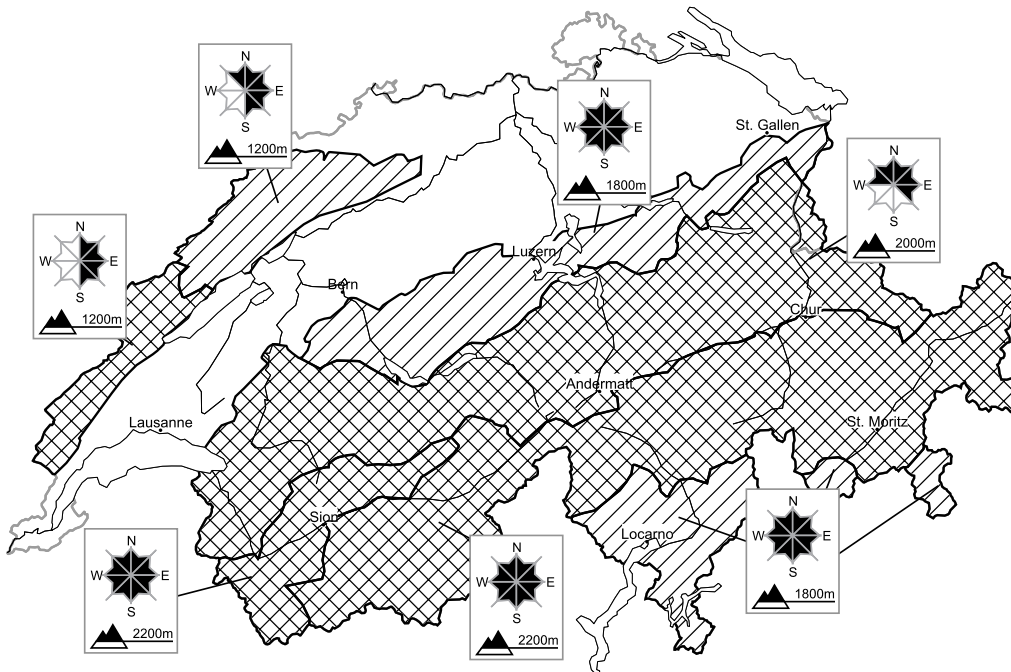 N
W E
S
1200m
N
W E
S
1800m
St. Gallen
N
W E
S
2000m
N
W E
S
1200m
Luzern
Bern
Chur
Andermatt
Lausanne
St. Moritz
Sion
Locarno
N
W E
S
2200m
N
W E
S
2200m
N
W E
S
1800m